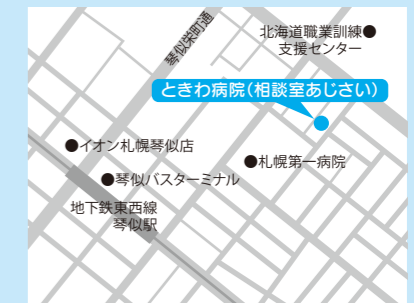 北海道職業訓練●
支援センター
琴似栄町通
ときわ病院(相談室あじさい)
●イオン札幌琴似店
●札幌第一病院
●琴似バスターミナル
地下鉄東西線
琴似駅